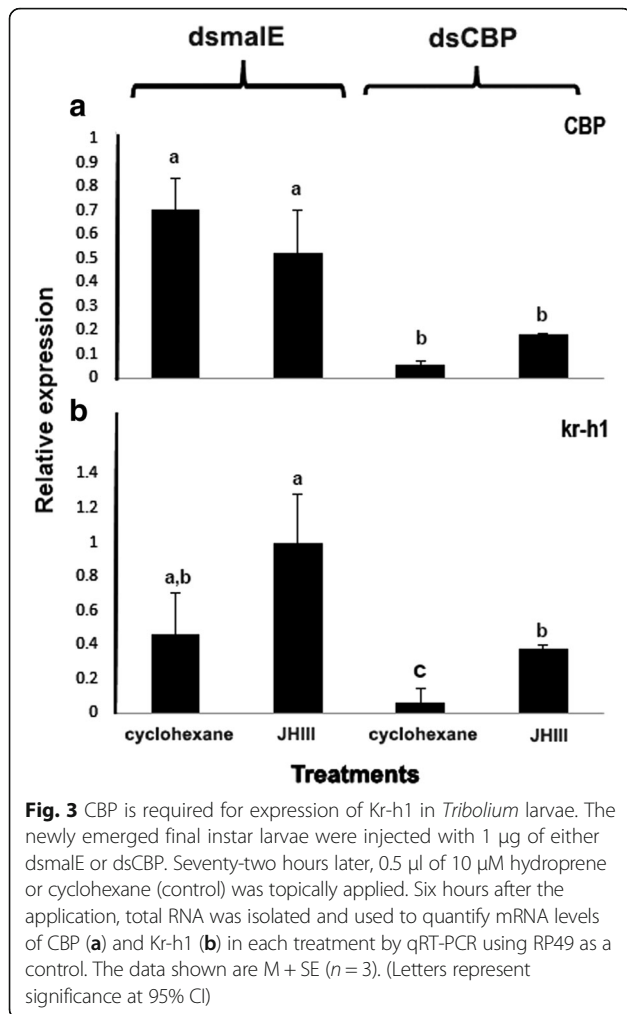 dsmalE dsCBP
a
CBP
1
0.9
0.8
0.7
0.6
0.5
0.4
0.3
0.2
0.1
0
a
a
b
b
Relative expression
b
kr-h1
1.4
1.2
1
0.8
0.6
0.4
0.2
0
a,b
a
c
b
cyclohexane JHIII cyclohexane JHIII
Treatments
Fig. 3 CBP is required for expression of Kr-h1 in Tribolium larvae. The
newly emerged final instar larvae were injected with 1 μg of either
dsmalE or dsCBP. Seventy-two hours later, 0.5 μl of 10 μM hydroprene
or cyclohexane (control) was topically applied. Six hours after the
application, total RNA was isolated and used to quantify mRNA levels
of CBP (a) and Kr-h1 (b) in each treatment by qRT-PCR using RP49 as a
control. The data shown are M + SE (n = 3). (Letters represent
significance at 95% CI)